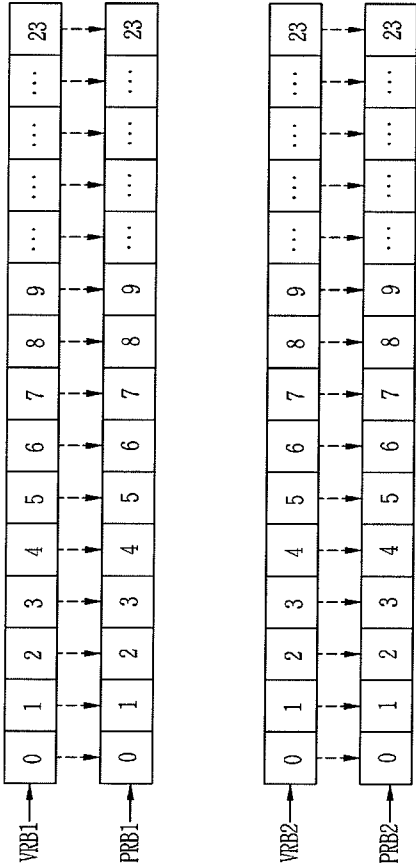 VRB1 0 1 2 3 4 5 6 7 8 9 ... ... ... ... 23
PRB1 0 1 2 3 4 5 6 7 8 9 ... ... ... ... 23
VRB2 0 1 2 3 4 5 6 7 8 9 ... ... ... ... 23
PRB2 0 1 2 3 4 5 6 7 8 9 ... ... ... ... 23